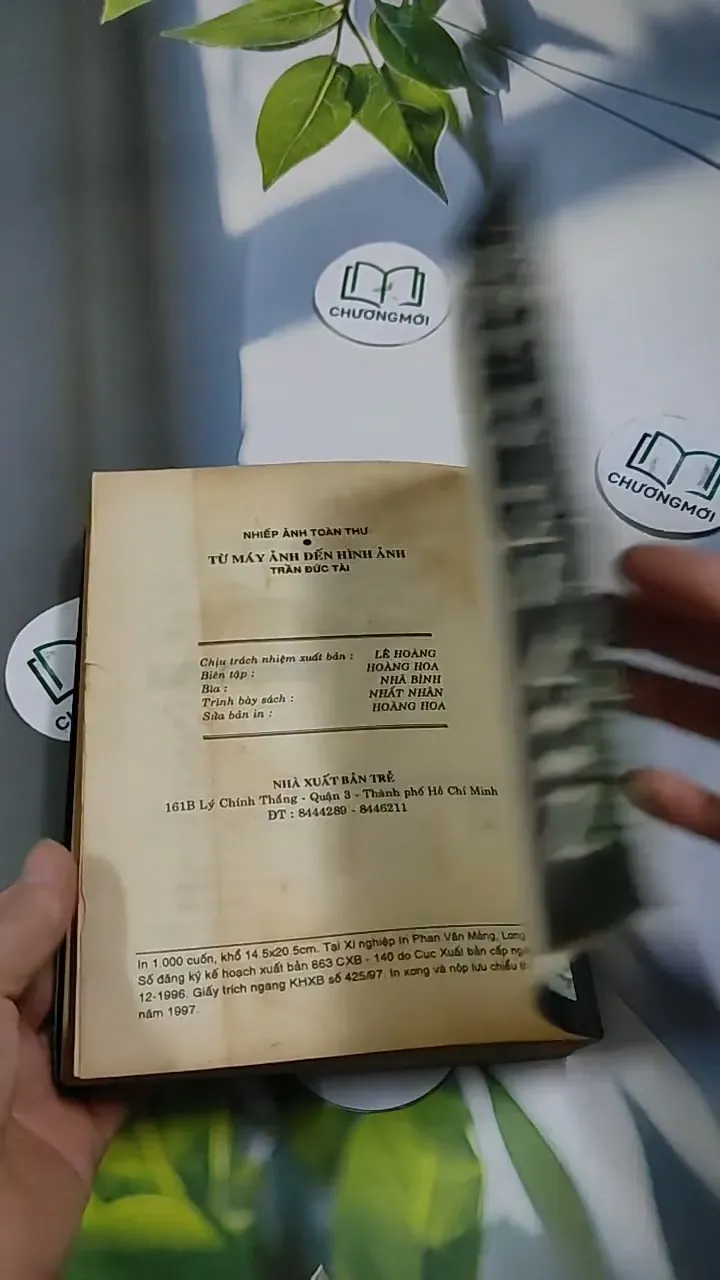 CHƯƠNGMỚI
CHƯƠNGMỚI
NHIẾP ẢNH TOÀN THƯ
TỪ MÁY ẢNH ĐẾN HÌNH ẢNH
TRẦN ĐỨC TÀI
Chịu trách nhiệm xuất bản : LÊ HOÀNG
Biên tập : HOÀNG HOA
Bìa : NHÃ BÌNH
Trình bày sách : NHẤT NHÂN
Sửa bản in : HOÀNG HOA
NHÀ XUẤT BẢN TRẺ
161B Lý Chính Thắng - Quận 3 - Thành phố Hồ Chí Minh
ĐT : 8444289 - 8446211
In 1.000 cuốn, khổ 14.5x20.5cm. Tại Xí nghiệp In Phan Văn Mảng, Long
Số đăng ký kế hoạch xuất bản 863 CXB - 140 do Cục Xuất bản cấp
12-1996. Giấy trích ngang KHXB số 425/97. In xong và nộp lưu chiểu
năm 1997.